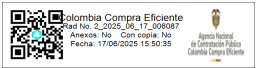 Colombia Compra Eficiente
Rad No. 2_2025_06_17_006087
Anexos: No    Con copia: No
Fecha: 17/06/2025 15:50:35
Agencia Nacional
de Contratación Pública
Colombia Compra Eficiente